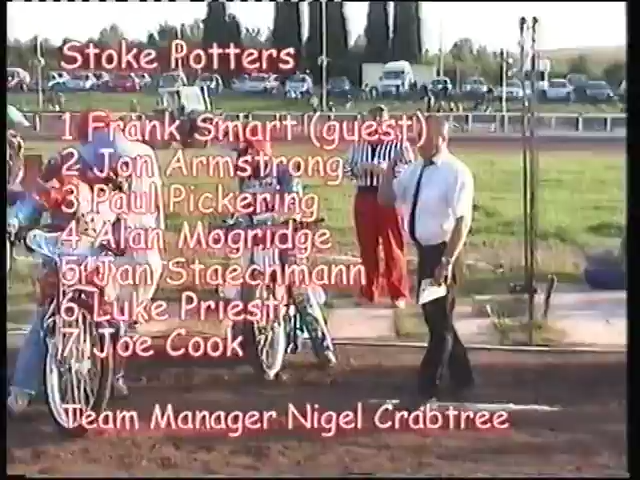 Stoke Potters
1 Frank Smart (guest)
2 Jon Armstrong
3 Paul Pickering
4 Alan Mogridge
5 Jan Staechmann
6 Luke Priest
7 Joe Cook
Team Manager Nigel Crabtree